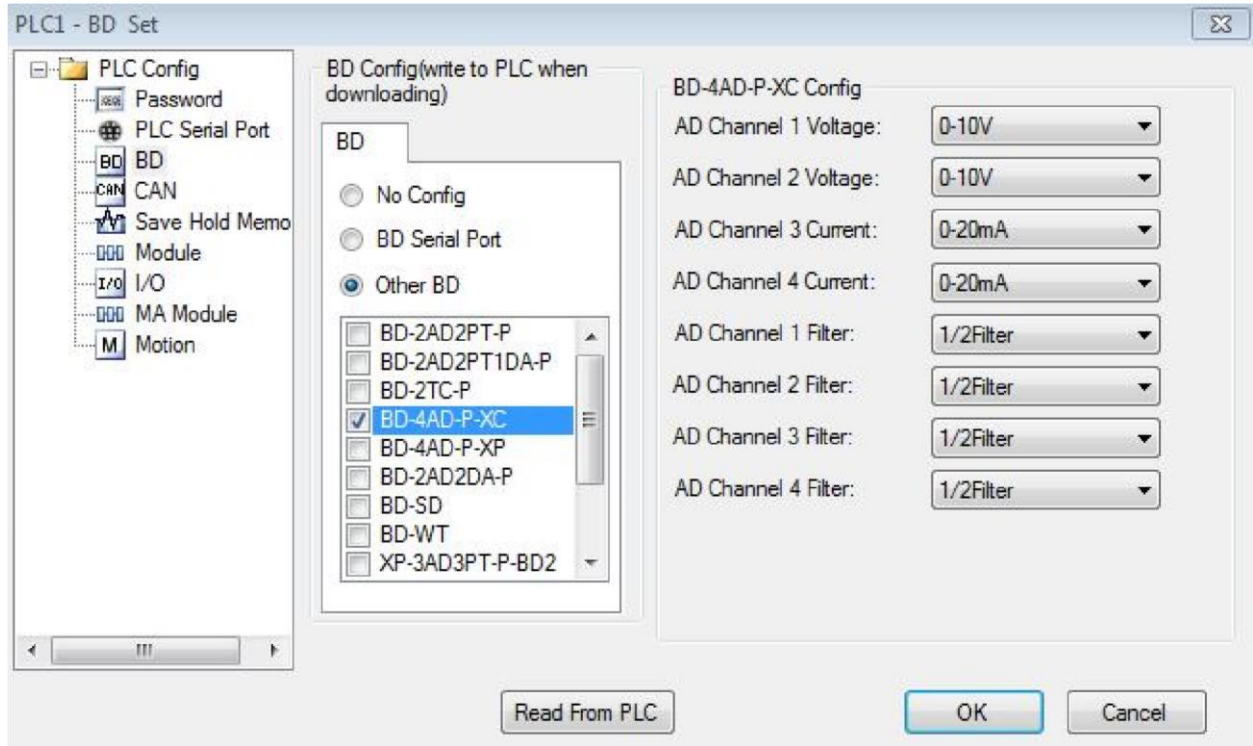 PLC1 - BD Set
PLC Config
Password
PLC Serial Port
BD BD
CAN CAN
Save Hold Memo
Module
I/O I/O
MA Module
M Motion
BD Config(write to PLC when
downloading)
BD
No Config
BD Serial Port
Other BD
BD-2AD2PT-P
BD-2AD2PT1DA-P
BD-2TC-P
BD-4AD-P-XC
BD-4AD-P-XP
BD-2AD2DA-P
BD-SD
BD-WT
XP-3AD3PT-P-BD2
BD-4AD-P-XC Config
AD Channel 1 Voltage: 0-10V
AD Channel 2 Voltage: 0-10V
AD Channel 3 Current: 0-20mA
AD Channel 4 Current: 0-20mA
AD Channel 1 Filter: 1/2Filter
AD Channel 2 Filter: 1/2Filter
AD Channel 3 Filter: 1/2Filter
AD Channel 4 Filter: 1/2Filter
Read From PLC
OK
Cancel